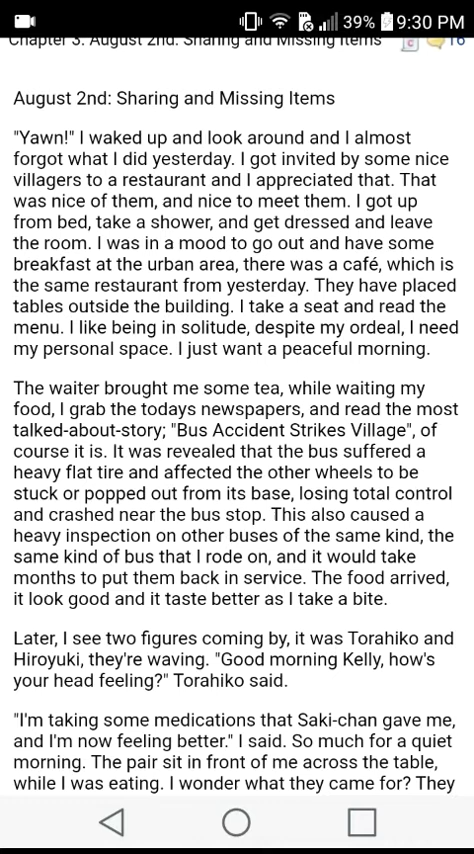 39% 9:30 PM
Chapter 3: August 2nd: Sharing and Missing Items 16
August 2nd: Sharing and Missing Items
"Yawn!" I waked up and look around and I almost
forgot what I did yesterday. I got invited by some nice
villagers to a restaurant and I appreciated that. That
was nice of them, and nice to meet them. I got up
from bed, take a shower, and get dressed and leave
the room. I was in a mood to go out and have some
breakfast at the urban area, there was a café, which is
the same restaurant from yesterday. They have placed
tables outside the building. I take a seat and read the
menu. I like being in solitude, despite my ordeal, I need
my personal space. I just want a peaceful morning.
The waiter brought me some tea, while waiting my
food, I grab the todays newspapers, and read the most
talked-about-story; "Bus Accident Strikes Village", of
course it is. It was revealed that the bus suffered a
heavy flat tire and affected the other wheels to be
stuck or popped out from its base, losing total control
and crashed near the bus stop. This also caused a
heavy inspection on other buses of the same kind, the
same kind of bus that I rode on, and it would take
months to put them back in service. The food arrived,
it look good and it taste better as I take a bite.
Later, I see two figures coming by, it was Torahiko and
Hiroyuki, they're waving. "Good morning Kelly, how's
your head feeling?" Torahiko said.
"I'm taking some medications that Saki-chan gave me,
and I'm now feeling better." I said. So much for a quiet
morning. The pair sit in front of me across the table,
while I was eating. I wonder what they came for? They